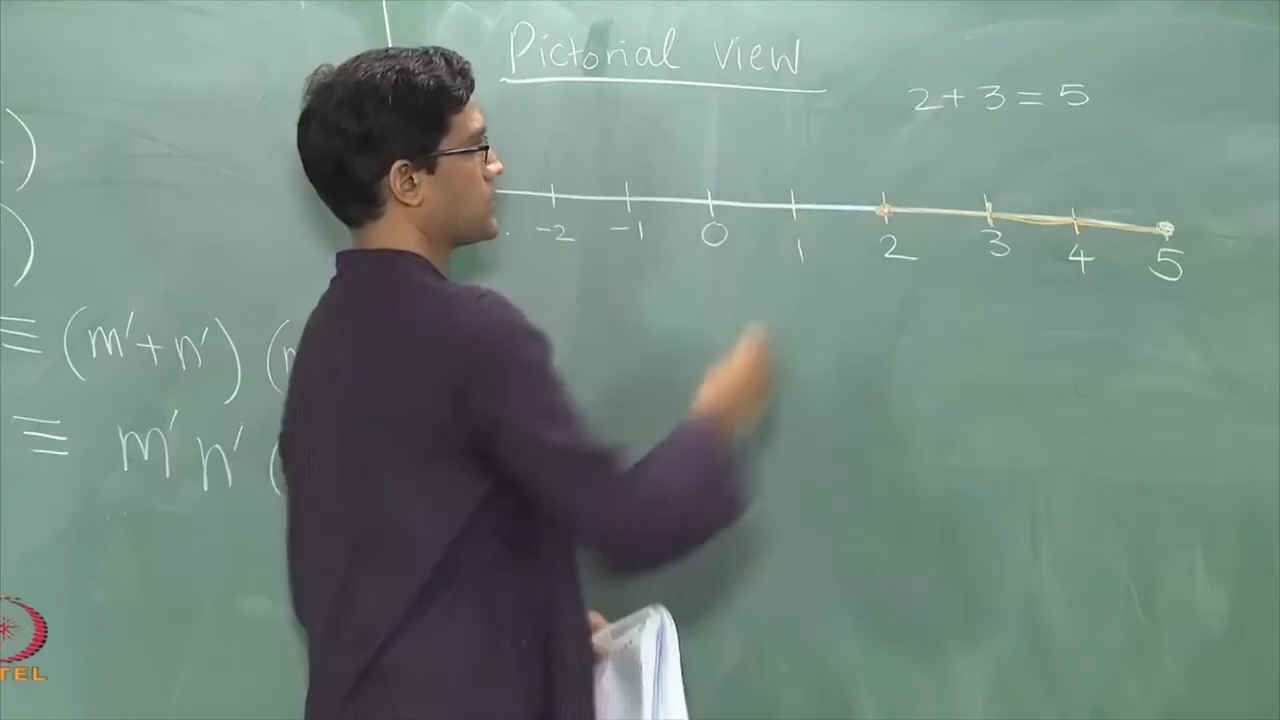 Pictorial view
2 + 3 = 5
-2 -1 0 1 2 3 4 5
)
)
≡ (m′ + n′) (
≡ m′ n′ (
TEL